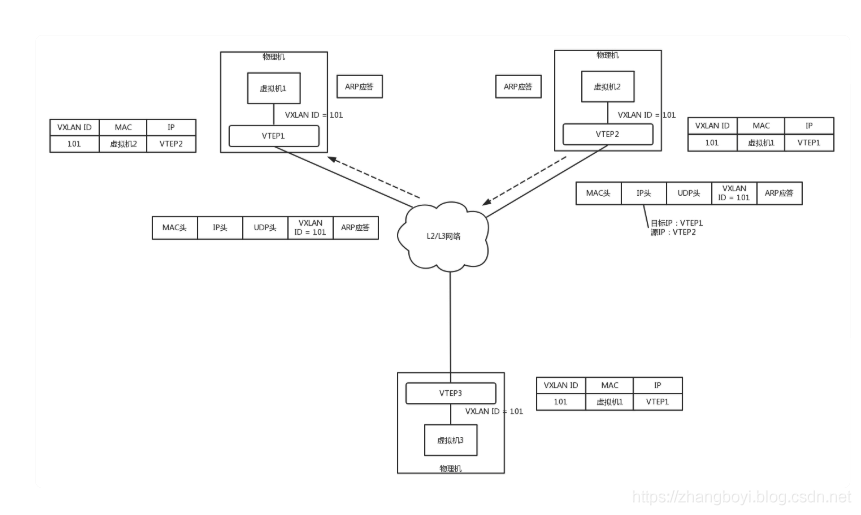 物理机
虚拟机1
ARP应答
VXLAN ID = 101
VTEP1
VXLAN ID MAC IP
101 虚拟机2 VTEP2
物理机
虚拟机2
ARP应答
VXLAN ID = 101
VTEP2
VXLAN ID MAC IP
101 虚拟机1 VTEP1
MAC头 IP头 UDP头 VXLAN ID = 101 ARP应答
目标IP：VTEP1
源IP：VTEP2
MAC头 IP头 UDP头 VXLAN ID = 101 ARP应答
L2/L3网络
VTEP3
VXLAN ID = 101
虚拟机3
物理机
VXLAN ID MAC IP
101 虚拟机1 VTEP1
https://zhangboyi.blog.csdn.net